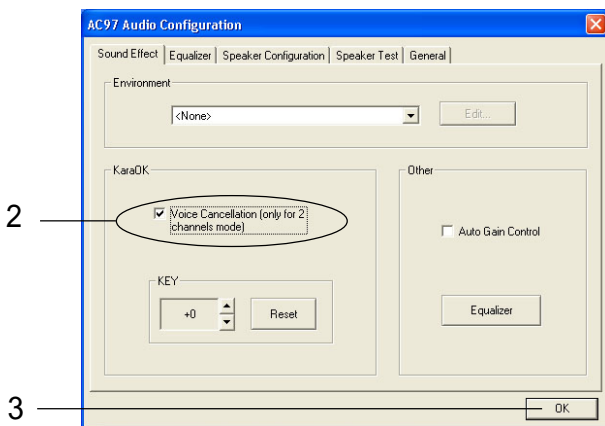 AC97 Audio Configuration
Sound Effect Equalizer Speaker Configuration Speaker Test General
Environment
<None>
Edit...
KaraOK
Other
2
Voice Cancellation (only for 2
channels mode)
Auto Gain Control
KEY
+0
Reset
Equalizer
3
OK